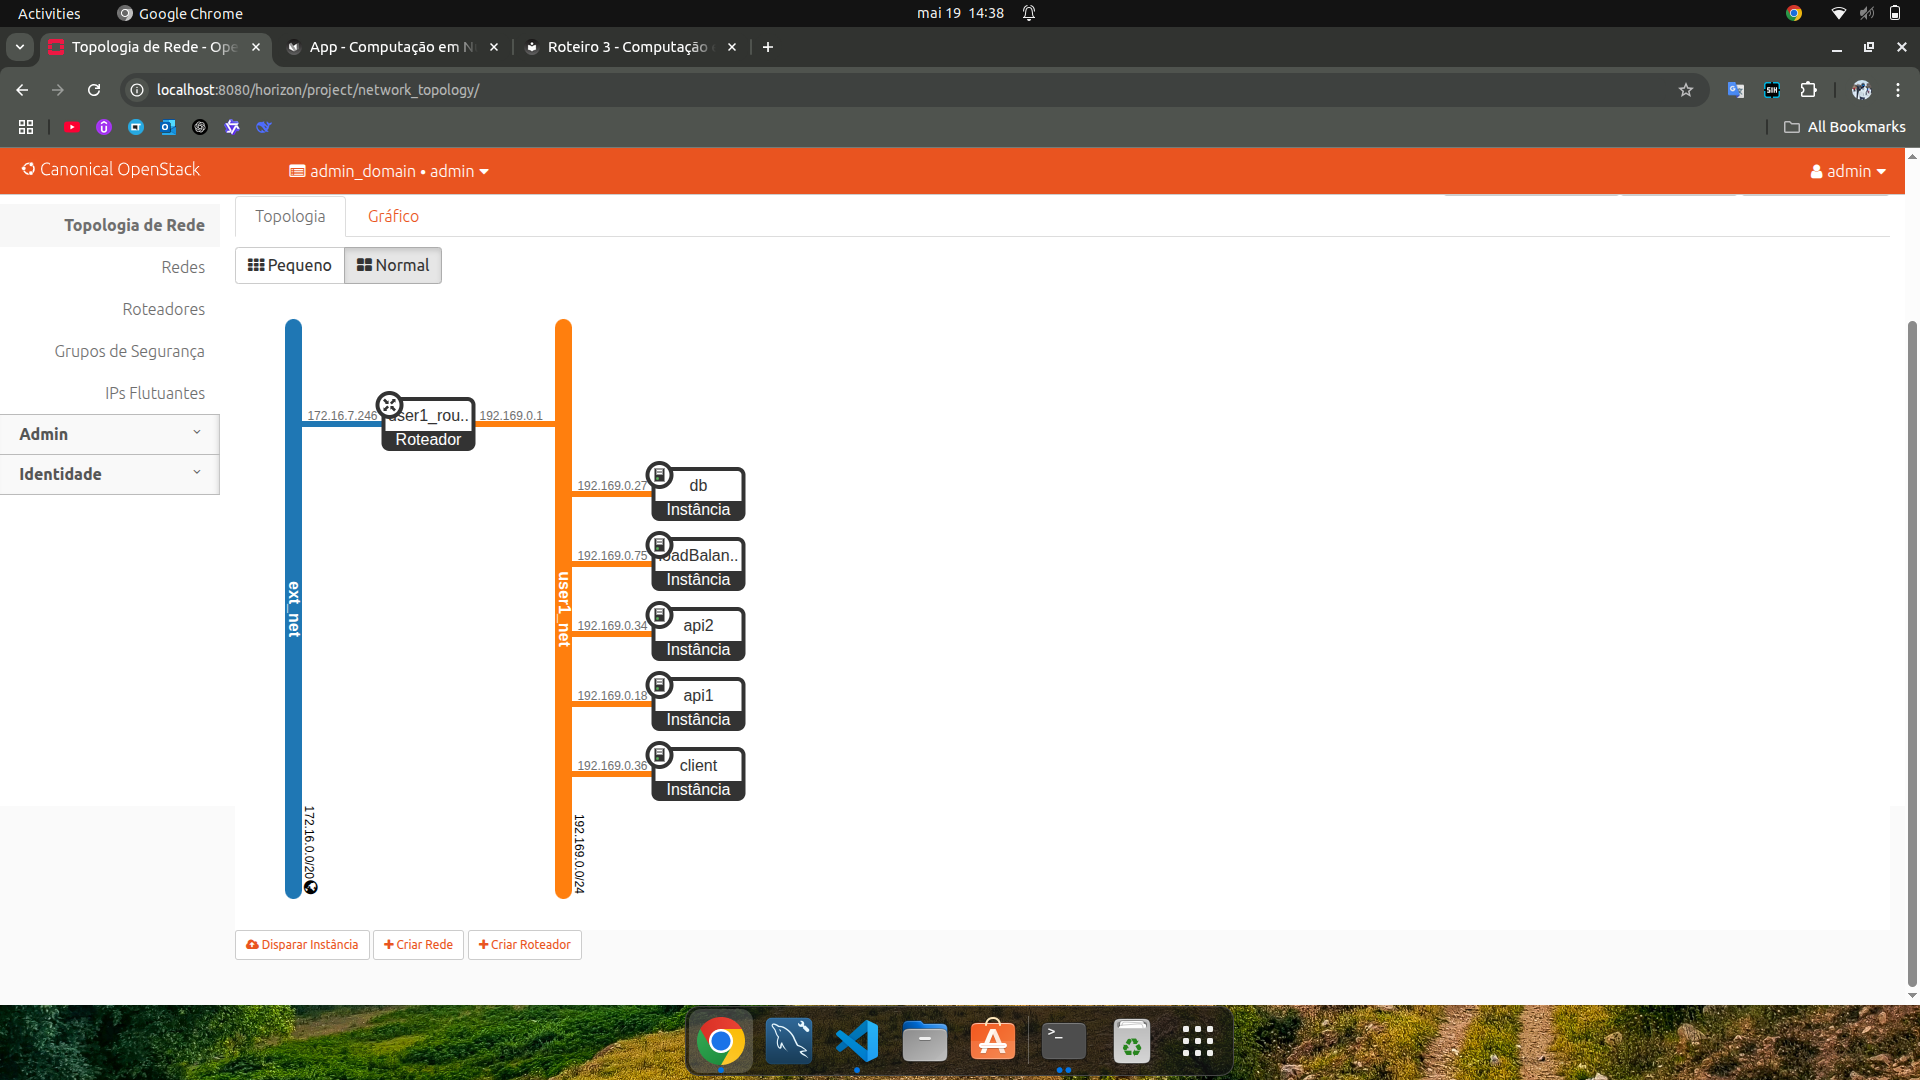 Activities
Google Chrome
mai 19 14:38
Topologia de Rede - Ope
App - Computação em N
Roteiro 3 - Computação
localhost:8080/horizon/project/network_topology/
All Bookmarks
Canonical OpenStack
admin_domain • admin
admin
Topologia de Rede
Redes
Roteadores
Grupos de Segurança
IPs Flutuantes
Admin
Identidade
Topologia
Gráfico
Pequeno
Normal
172.16.7.246
user1_rou..
Roteador
192.169.0.1
192.169.0.27
db
Instância
192.169.0.75
loadBalan..
Instância
192.169.0.34
api2
Instância
192.169.0.18
api1
Instância
192.169.0.36
client
Instância
ext_net
172.16.0.0/20
user1_net
192.169.0.0/24
Disparar Instância
Criar Rede
Criar Roteador